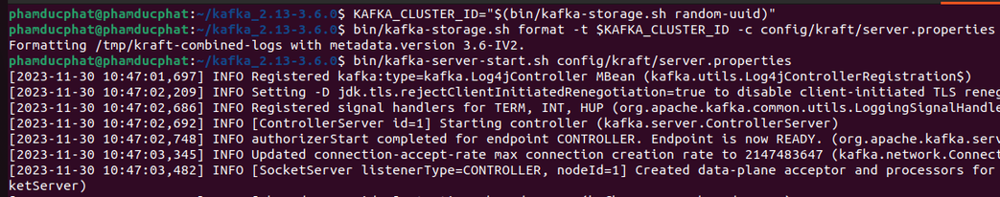 phamducphat@phamducphat:~/kafka_2.13-3.6.0$ KAFKA_CLUSTER_ID="$(bin/kafka-storage.sh random-uuid)"
phamducphat@phamducphat:~/kafka_2.13-3.6.0$ bin/kafka-storage.sh format -t $KAFKA_CLUSTER_ID -c config/kraft/server.properties
Formatting /tmp/kraft-combined-logs with metadata.version 3.6-IV2.
phamducphat@phamducphat:~/kafka_2.13-3.6.0$ bin/kafka-server-start.sh config/kraft/server.properties
[2023-11-30 10:47:01,697] INFO Registered kafka:type=kafka.Log4jController MBean (kafka.utils.Log4jControllerRegistration$)
[2023-11-30 10:47:02,209] INFO Setting -D jdk.tls.rejectClientInitiatedRenegotiation=true to disable client-initiated TLS reneg
[2023-11-30 10:47:02,686] INFO Registered signal handlers for TERM, INT, HUP (org.apache.kafka.common.utils.LoggingSignalHandle
[2023-11-30 10:47:02,692] INFO [ControllerServer id=1] Starting controller (kafka.server.ControllerServer)
[2023-11-30 10:47:02,748] INFO authorizerStart completed for endpoint CONTROLLER. Endpoint is now READY. (org.apache.kafka.serv
[2023-11-30 10:47:03,345] INFO Updated connection-accept-rate max connection creation rate to 2147483647 (kafka.network.Connect
[2023-11-30 10:47:03,482] INFO [SocketServer listenerType=CONTROLLER, nodeId=1] Created data-plane acceptor and processors for
ketServer)